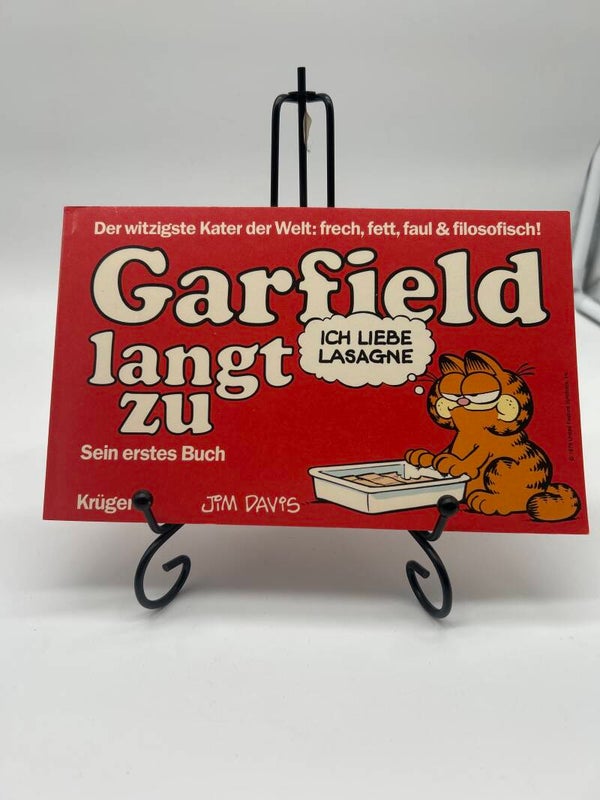 Der witzigste Kater der Welt: frech, fett, faul & filosofisch!
Garfield
langt
zu
ICH LIEBE
LASAGNE
Sein erstes Buch
Krüger
JIM DAVIS